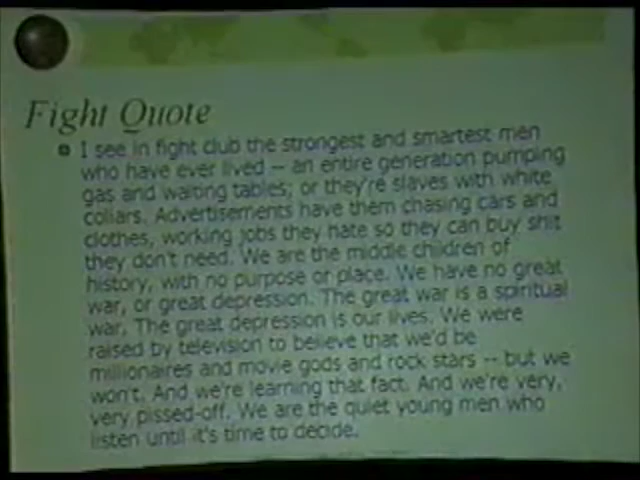 Fight Quote
I see in fight club the strongest and smartest men
who have ever lived -- an entire generation pumping
gas and waiting tables; or they're slaves with white
collars. Advertisements have them chasing cars and
clothes, working jobs they hate so they can buy shit
they don't need. We are the middle children of
history, with no purpose or place. We have no great
war, or great depression. The great war is a spiritual
war. The great depression is our lives. We were
raised by television to believe that we'd be
millionaires and movie gods and rock stars -- but we
won't. And we're learning that fact. And we're very,
very pissed-off. We are the quiet young men who
listen until it's time to decide.